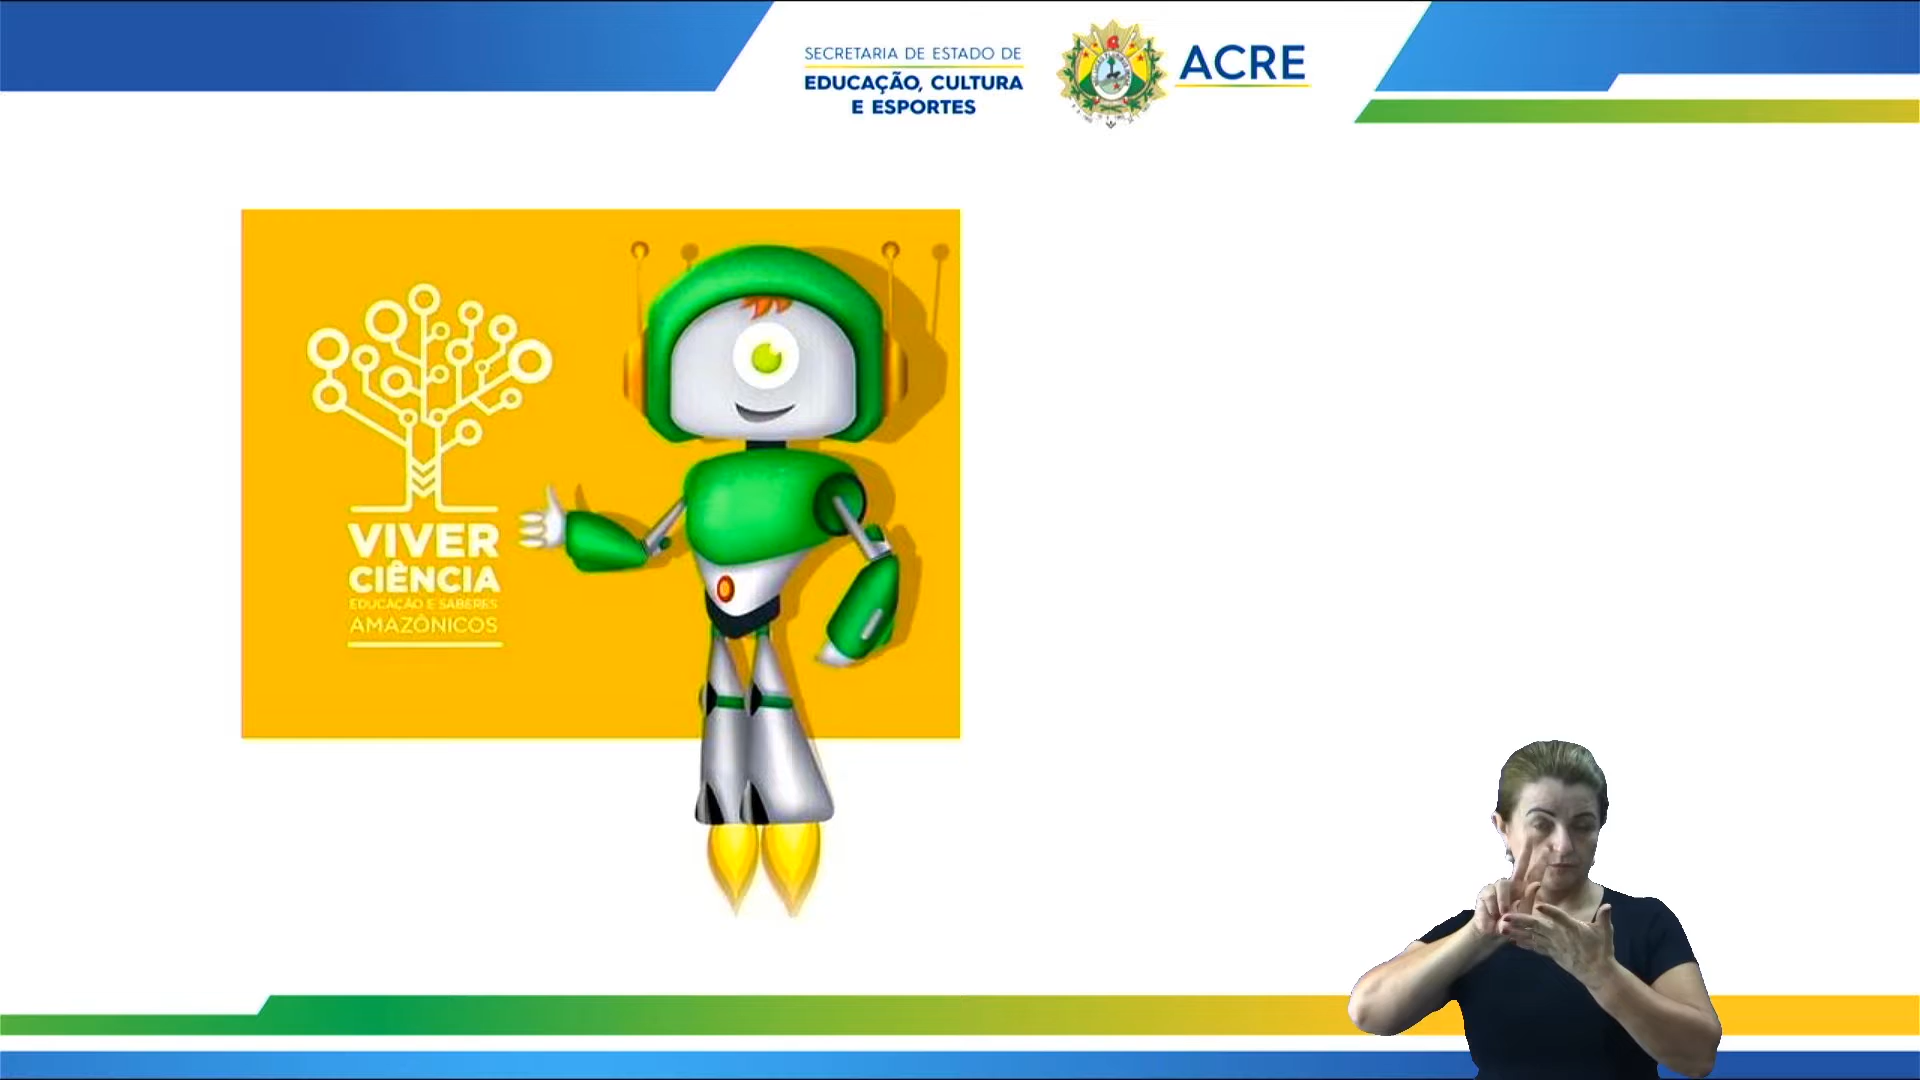 SECRETARIA DE ESTADO DE
EDUCAÇÃO, CULTURA
E ESPORTES
ACRE
VIVER
CIÊNCIA
EDUCAÇÃO E SABERES
AMAZÔNICOS